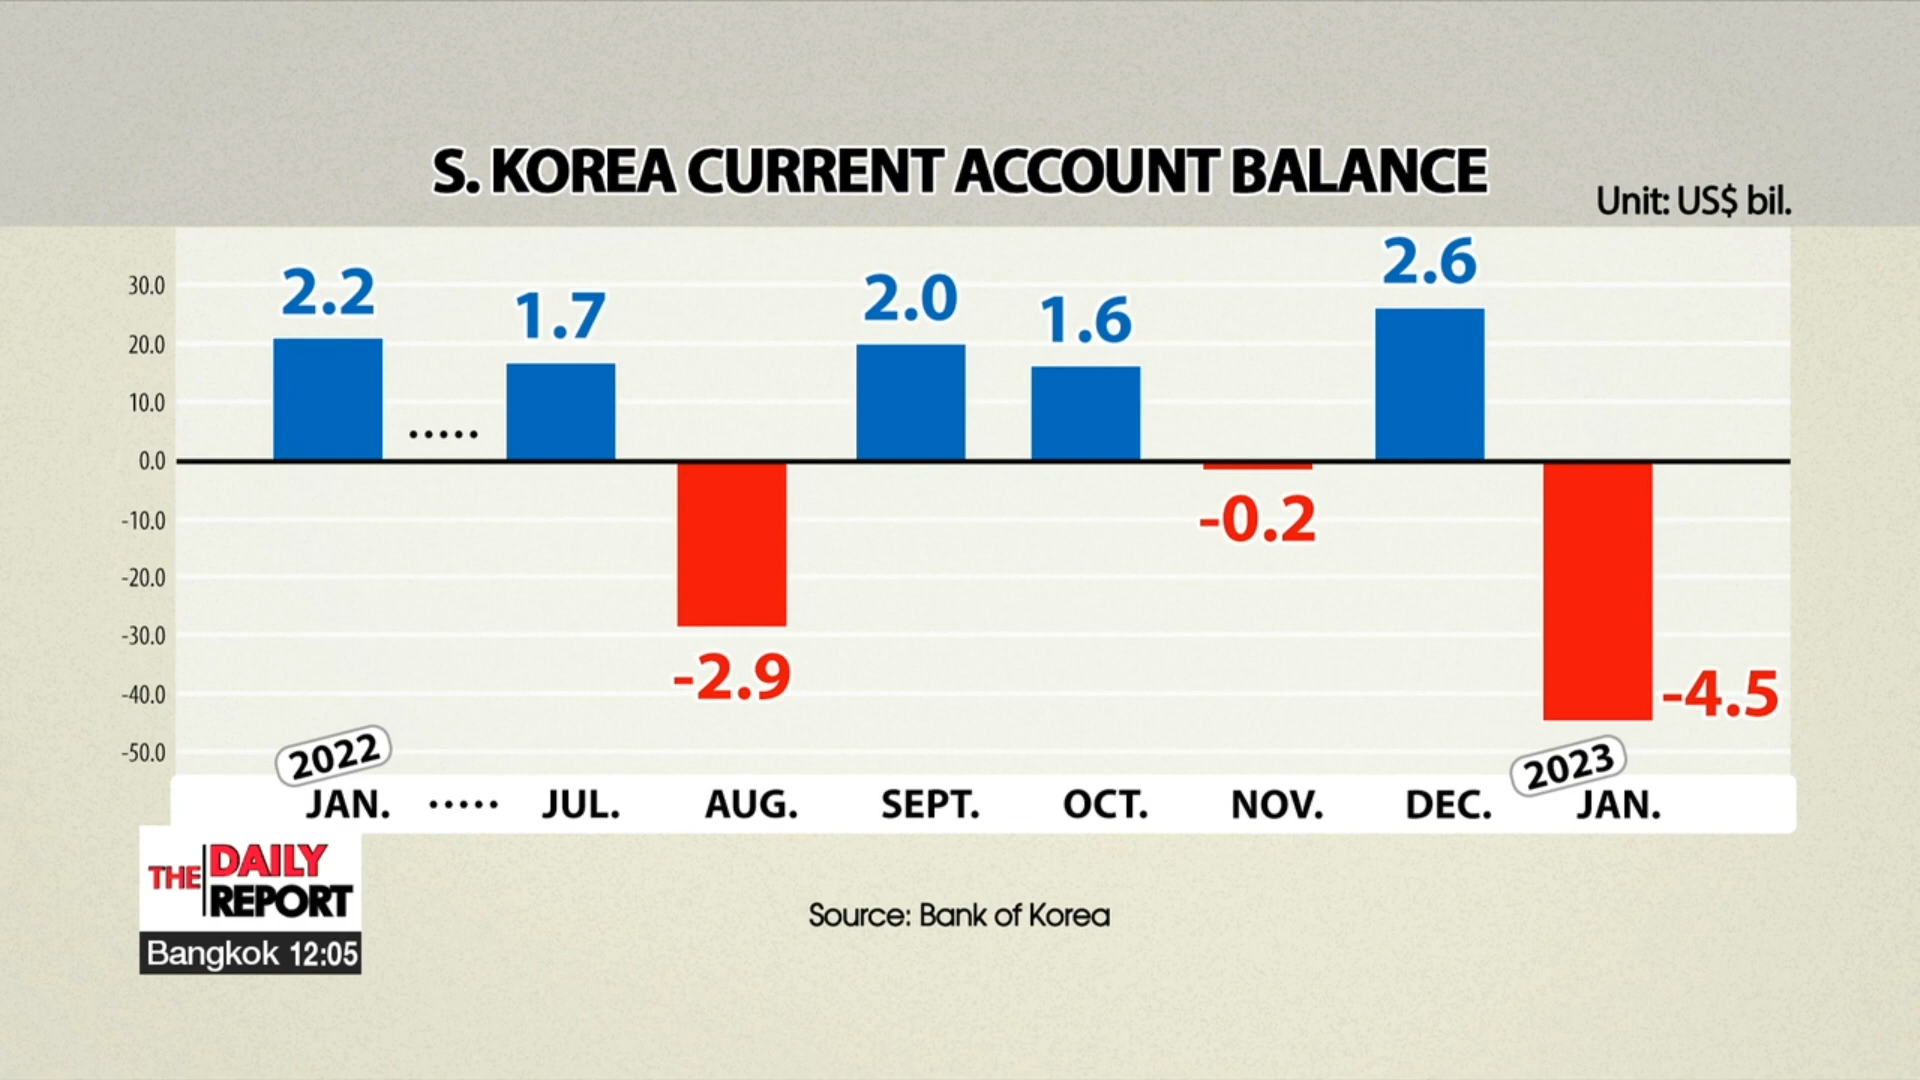 S. KOREA CURRENT ACCOUNT BALANCE
Unit: US$ bil.
30.0
20.0
10.0
0.0
-10.0
-20.0
-30.0
-40.0
-50.0
2.2
.....
1.7
-2.9
2.0
1.6
-0.2
2.6
-4.5
2022
2023
JAN. ..... JUL. AUG. SEPT. OCT. NOV. DEC. JAN.
THE DAILY
REPORT
Bangkok 12:05
Source: Bank of Korea